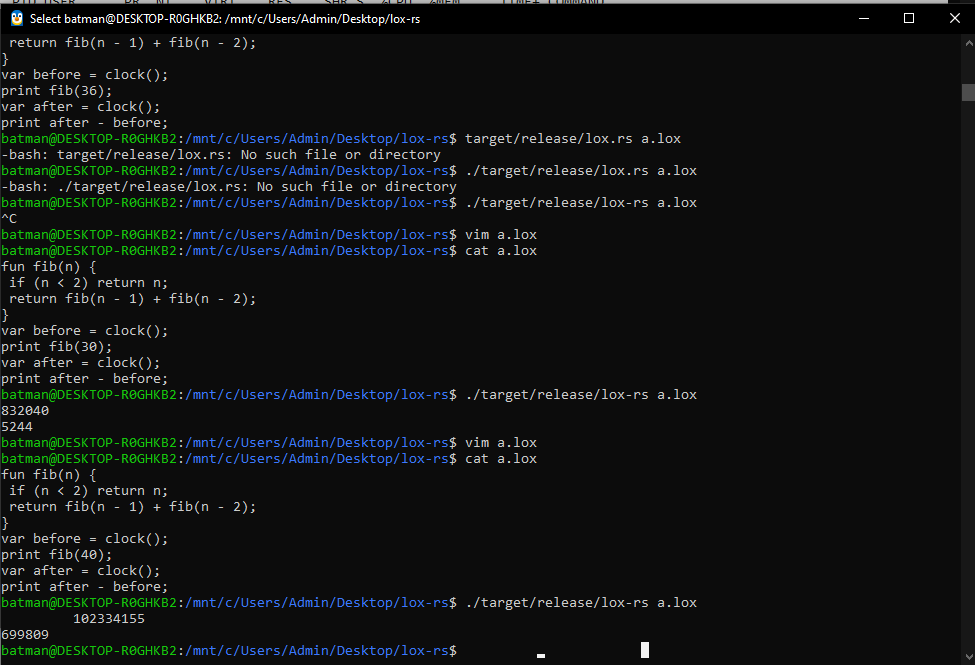 PID USER PR NI VIRT RES SHR S %CPU %MEM TIME+ COMMAND
Select batman@DESKTOP-R0GHKB2: /mnt/c/Users/Admin/Desktop/lox-rs
 return fib(n - 1) + fib(n - 2);
}
var before = clock();
print fib(36);
var after = clock();
print after - before;
batman@DESKTOP-R0GHKB2:/mnt/c/Users/Admin/Desktop/lox-rs$ target/release/lox.rs a.lox
-bash: target/release/lox.rs: No such file or directory
batman@DESKTOP-R0GHKB2:/mnt/c/Users/Admin/Desktop/lox-rs$ ./target/release/lox.rs a.lox
-bash: ./target/release/lox.rs: No such file or directory
batman@DESKTOP-R0GHKB2:/mnt/c/Users/Admin/Desktop/lox-rs$ ./target/release/lox-rs a.lox
^C
batman@DESKTOP-R0GHKB2:/mnt/c/Users/Admin/Desktop/lox-rs$ vim a.lox
batman@DESKTOP-R0GHKB2:/mnt/c/Users/Admin/Desktop/lox-rs$ cat a.lox
fun fib(n) {
 if (n < 2) return n;
 return fib(n - 1) + fib(n - 2);
}
var before = clock();
print fib(30);
var after = clock();
print after - before;
batman@DESKTOP-R0GHKB2:/mnt/c/Users/Admin/Desktop/lox-rs$ ./target/release/lox-rs a.lox
832040
5244
batman@DESKTOP-R0GHKB2:/mnt/c/Users/Admin/Desktop/lox-rs$ vim a.lox
batman@DESKTOP-R0GHKB2:/mnt/c/Users/Admin/Desktop/lox-rs$ cat a.lox
fun fib(n) {
 if (n < 2) return n;
 return fib(n - 1) + fib(n - 2);
}
var before = clock();
print fib(40);
var after = clock();
print after - before;
batman@DESKTOP-R0GHKB2:/mnt/c/Users/Admin/Desktop/lox-rs$ ./target/release/lox-rs a.lox
         102334155
699809
batman@DESKTOP-R0GHKB2:/mnt/c/Users/Admin/Desktop/lox-rs$